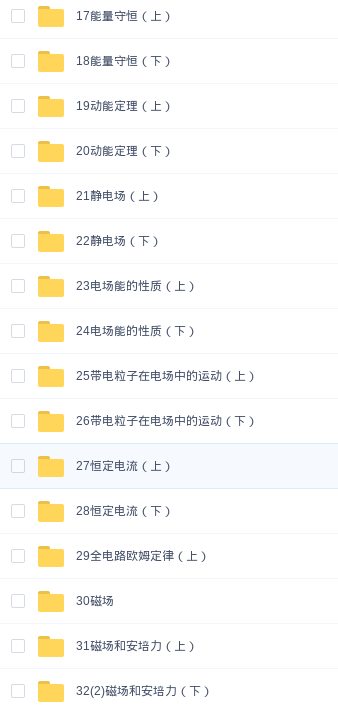 17能量守恒（上）
18能量守恒（下）
19动能定理（上）
20动能定理（下）
21静电场（上）
22静电场（下）
23电场能的性质（上）
24电场能的性质（下）
25带电粒子在电场中的运动（上）
26带电粒子在电场中的运动（下）
27恒定电流（上）
28恒定电流（下）
29全电路欧姆定律（上）
30磁场
31磁场和安培力（上）
32(2)磁场和安培力（下）